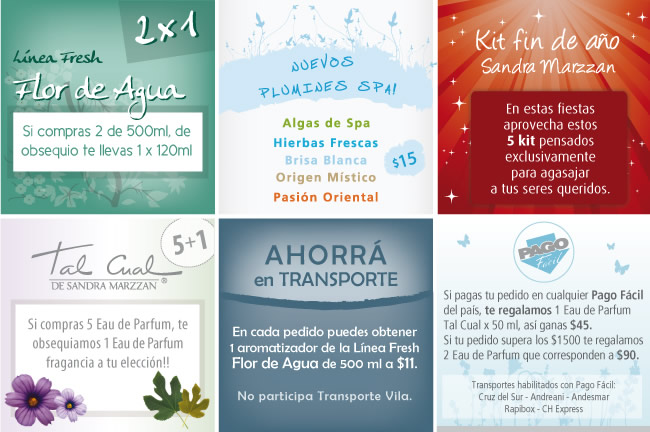 2x1
Línea Fresh
Flor de Agua
Si compras 2 de 500ml, de
obsequio te llevas 1 x 120ml
NUEVOS
PLUMINES SPA!
Algas de Spa
Hierbas Frescas
Brisa Blanca
Origen Místico
Pasión Oriental
$15
Kit fin de año
Sandra Marzzan
En estas fiestas
aprovecha estos
5 kit pensados
exclusivamente
para agasajar
a tus seres queridos.
5+1
Tal Cual
DE SANDRA MARZZAN®
Si compras 5 Eau de Parfum, te
obsequiamos 1 Eau de Parfum
fragancia a tu elección!!
AHORRÁ
en TRANSPORTE
En cada pedido puedes obtener
1 aromatizador de la Línea Fresh
Flor de Agua de 500 ml a $11.
No participa Transporte Vila.
PAGO
fácil
Si pagas tu pedido en cualquier Pago Fácil
del país, te regalamos 1 Eau de Parfum
Tal Cual x 50 ml, así ganas $45.
Si tu pedido supera los $1500 te regalamos
2 Eau de Parfum que corresponden a $90.
Transportes habilitados con Pago Fácil:
Cruz del Sur - Andreani - Andesmar
Rapibox - CH Express